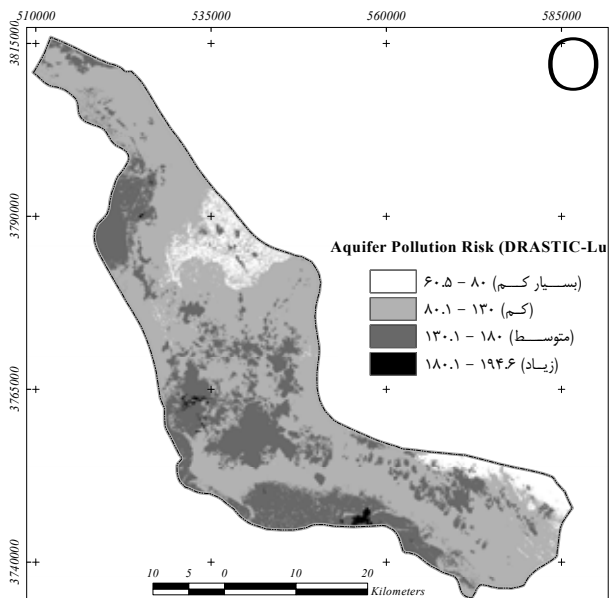 510000 535000 560000 585000
3815000
3790000
3765000
3740000
Aquifer Pollution Risk (DRASTIC-Lu
(بسیار کم) ۸۰ - ۶۰.۵
(کم) ۱۳۰ - ۸۰.۱
(متوسط) ۱۸۰ - ۱۳۰.۱
(زیاد) ۱۹۴.۶ - ۱۸۰.۱
10 5 0 10 20
Kilometers